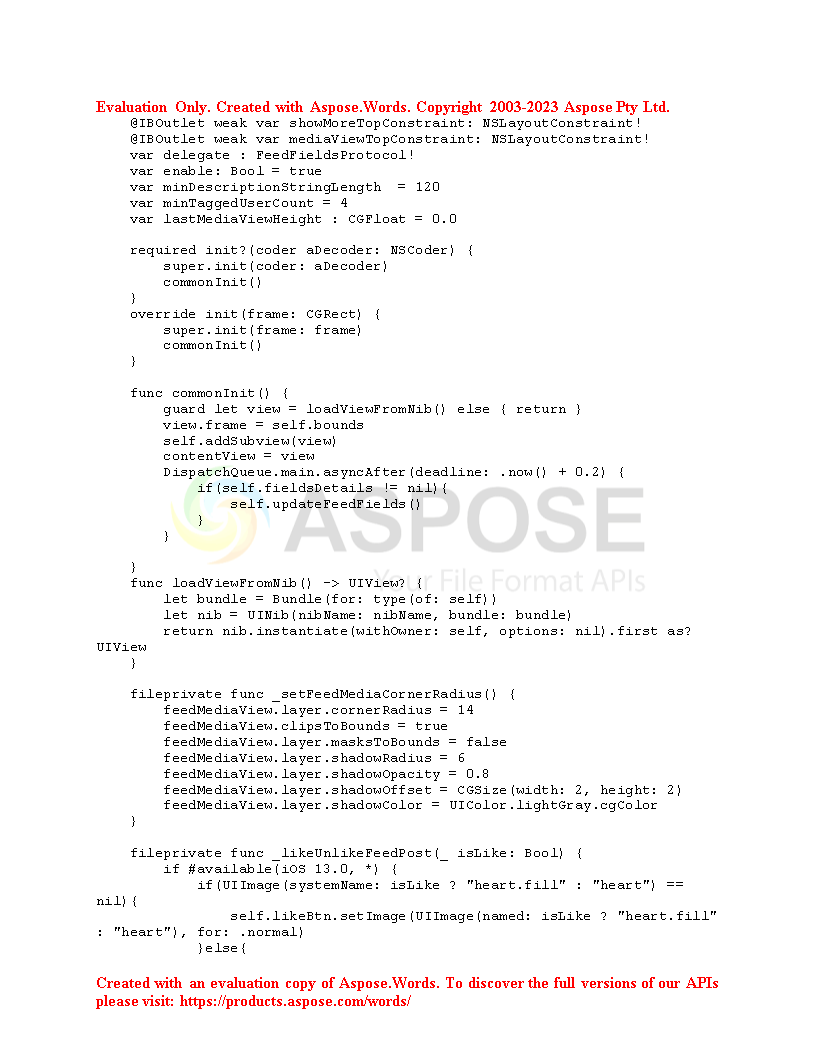 Evaluation Only. Created with Aspose.Words. Copyright 2003-2023 Aspose Pty Ltd.
    @IBOutlet weak var showMoreTopConstraint: NSLayoutConstraint!
    @IBOutlet weak var mediaViewTopConstraint: NSLayoutConstraint!
    var delegate : FeedFieldsProtocol!
    var enable: Bool = true
    var minDescriptionStringLength  = 120
    var minTaggedUserCount = 4
    var lastMediaViewHeight : CGFloat = 0.0
    required init?(coder aDecoder: NSCoder) {
        super.init(coder: aDecoder)
        commonInit()
    }
    override init(frame: CGRect) {
        super.init(frame: frame)
        commonInit()
    }
    func commonInit() {
        guard let view = loadViewFromNib() else { return }
        view.frame = self.bounds
        self.addSubview(view)
        contentView = view
        DispatchQueue.main.asyncAfter(deadline: .now() + 0.2) {
            if(self.fieldsDetails != nil){
                self.updateFeedFields()
            }
        }
ASPOSE
    }
Your File Format APIs
    func loadViewFromNib() -> UIView? {
        let bundle = Bundle(for: type(of: self))
        let nib = UINib(nibName: nibName, bundle: bundle)
        return nib.instantiate(withOwner: self, options: nil).first as?
UIView
    }
    fileprivate func _setFeedMediaCornerRadius() {
        feedMediaView.layer.cornerRadius = 14
        feedMediaView.clipsToBounds = true
        feedMediaView.layer.masksToBounds = false
        feedMediaView.layer.shadowRadius = 6
        feedMediaView.layer.shadowOpacity = 0.8
        feedMediaView.layer.shadowOffset = CGSize(width: 2, height: 2)
        feedMediaView.layer.shadowColor = UIColor.lightGray.cgColor
    }
    fileprivate func _likeUnlikeFeedPost(_ isLike: Bool) {
        if #available(iOS 13.0, *) {
            if(UIImage(systemName: isLike ? "heart.fill" : "heart") ==
nil){
                self.likeBtn.setImage(UIImage(named: isLike ? "heart.fill"
: "heart"), for: .normal)
            }else{
Created with an evaluation copy of Aspose.Words. To discover the full versions of our APIs
please visit: https://products.aspose.com/words/